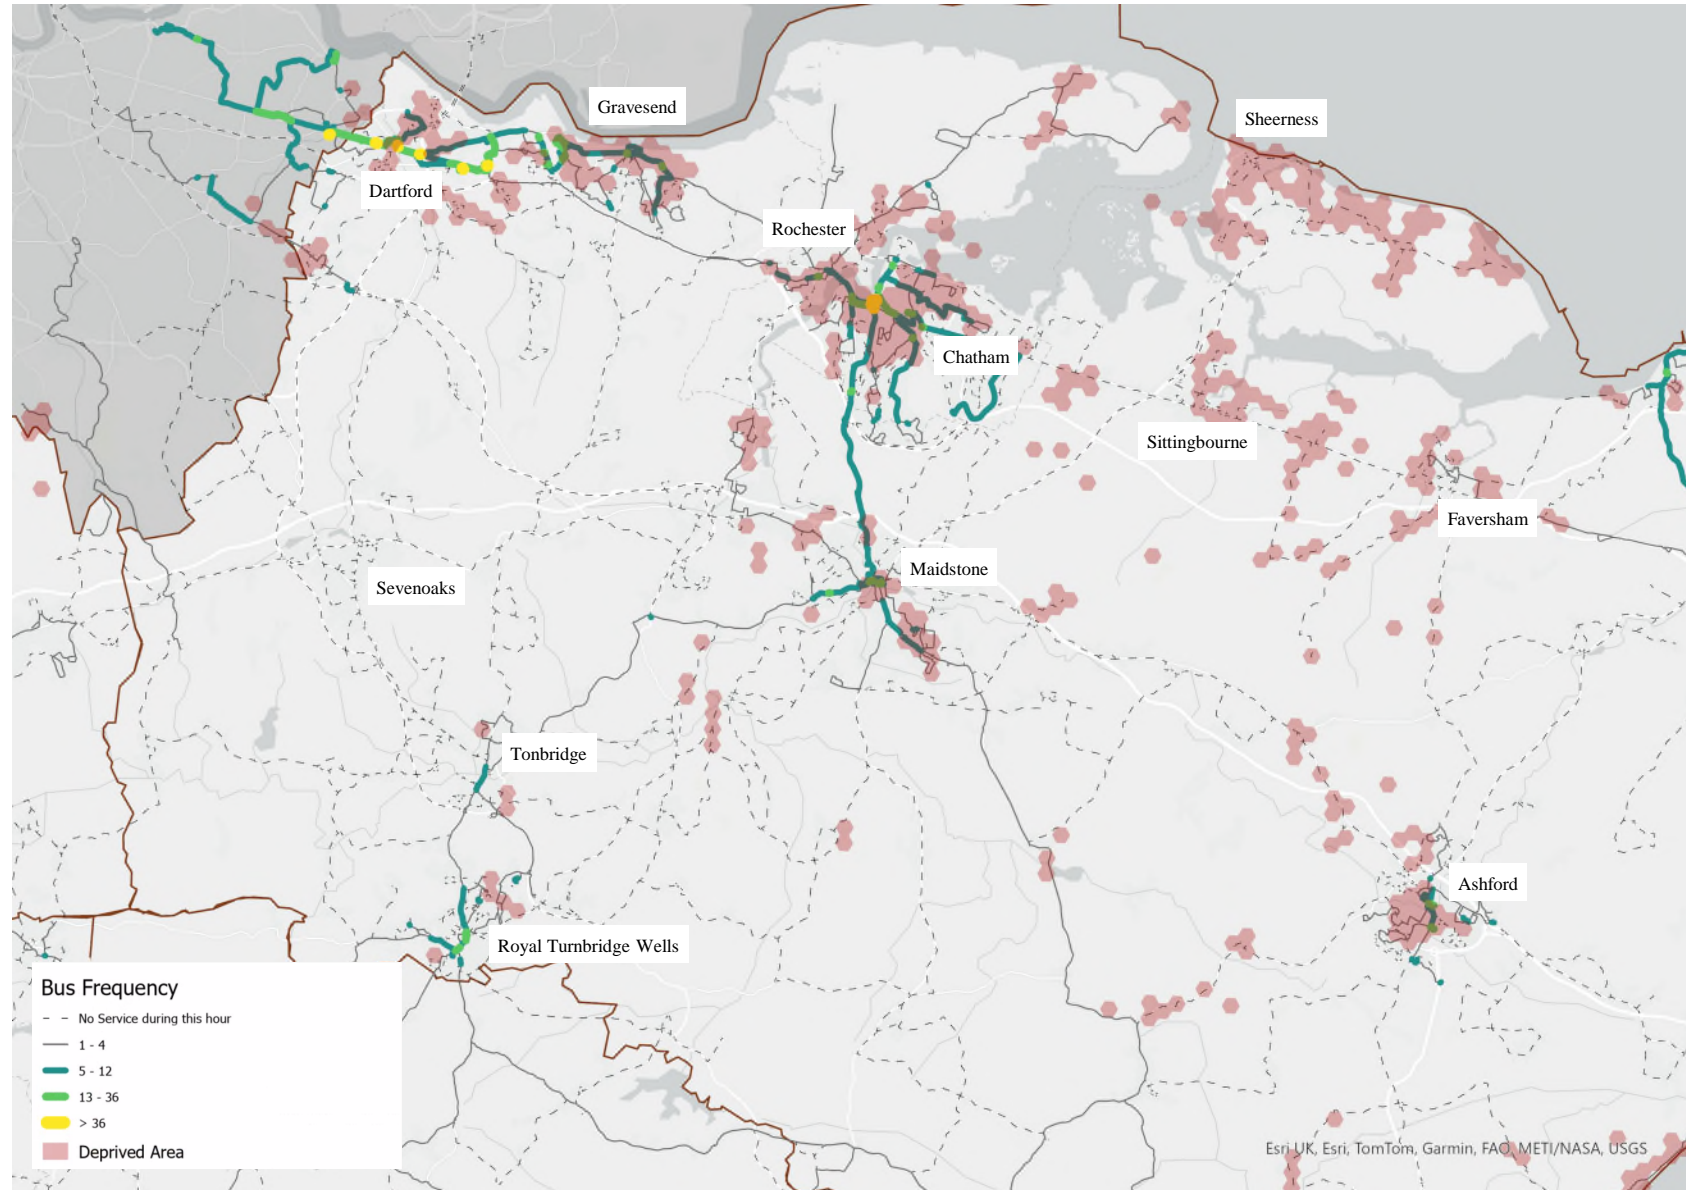 Gravesend
Sheerness
Dartford
Rochester
Chatham
Sittingbourne
Faversham
Maidstone
Sevenoaks
Tonbridge
Ashford
Royal Turnbridge Wells
Bus Frequency
No Service during this hour
1 - 4
5 - 12
13 - 36
> 36
Deprived Area
Esri UK, Esri, TomTom, Garmin, FAO, METI/NASA, USGS